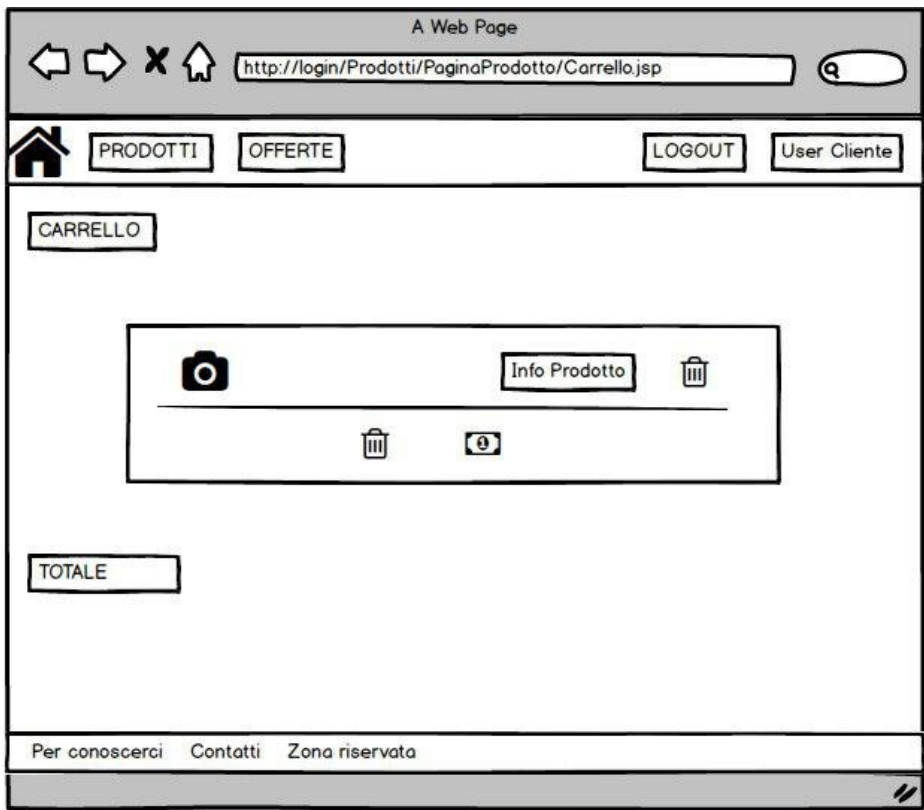 A Web Page
http://login/Prodotti/PaginaProdotto/Carrello.jsp
PRODOTTI OFFERTE LOGOUT User Cliente
CARRELLO
Info Prodotto
1
TOTALE
Per conoscerci Contatti Zona riservata